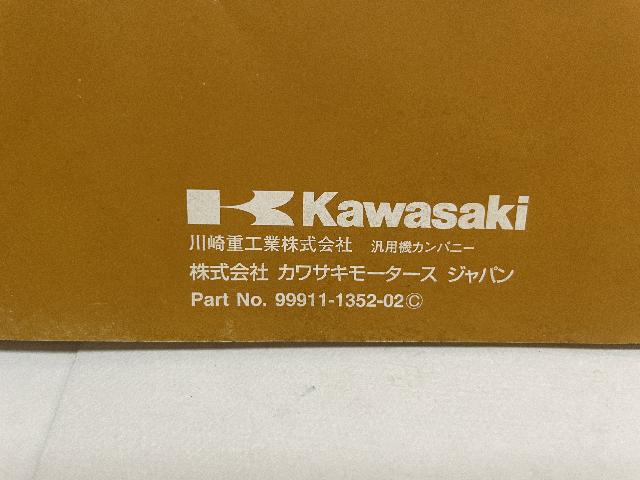 Kawasaki
川崎重工業株式会社 汎用機カンパニー
株式会社 カワサキモータース ジャパン
Part No. 99911-1352-02©